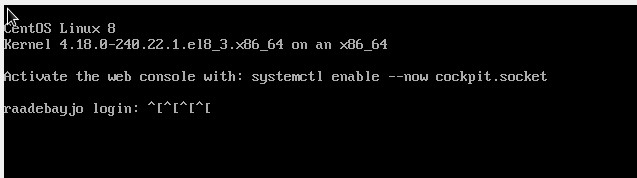 CentOS Linux 8
Kernel 4.18.0-240.22.1.el8_3.x86_64 on an x86_64
Activate the web console with: systemctl enable --now cockpit.socket
raadebayjo login: ^[^[^[^[